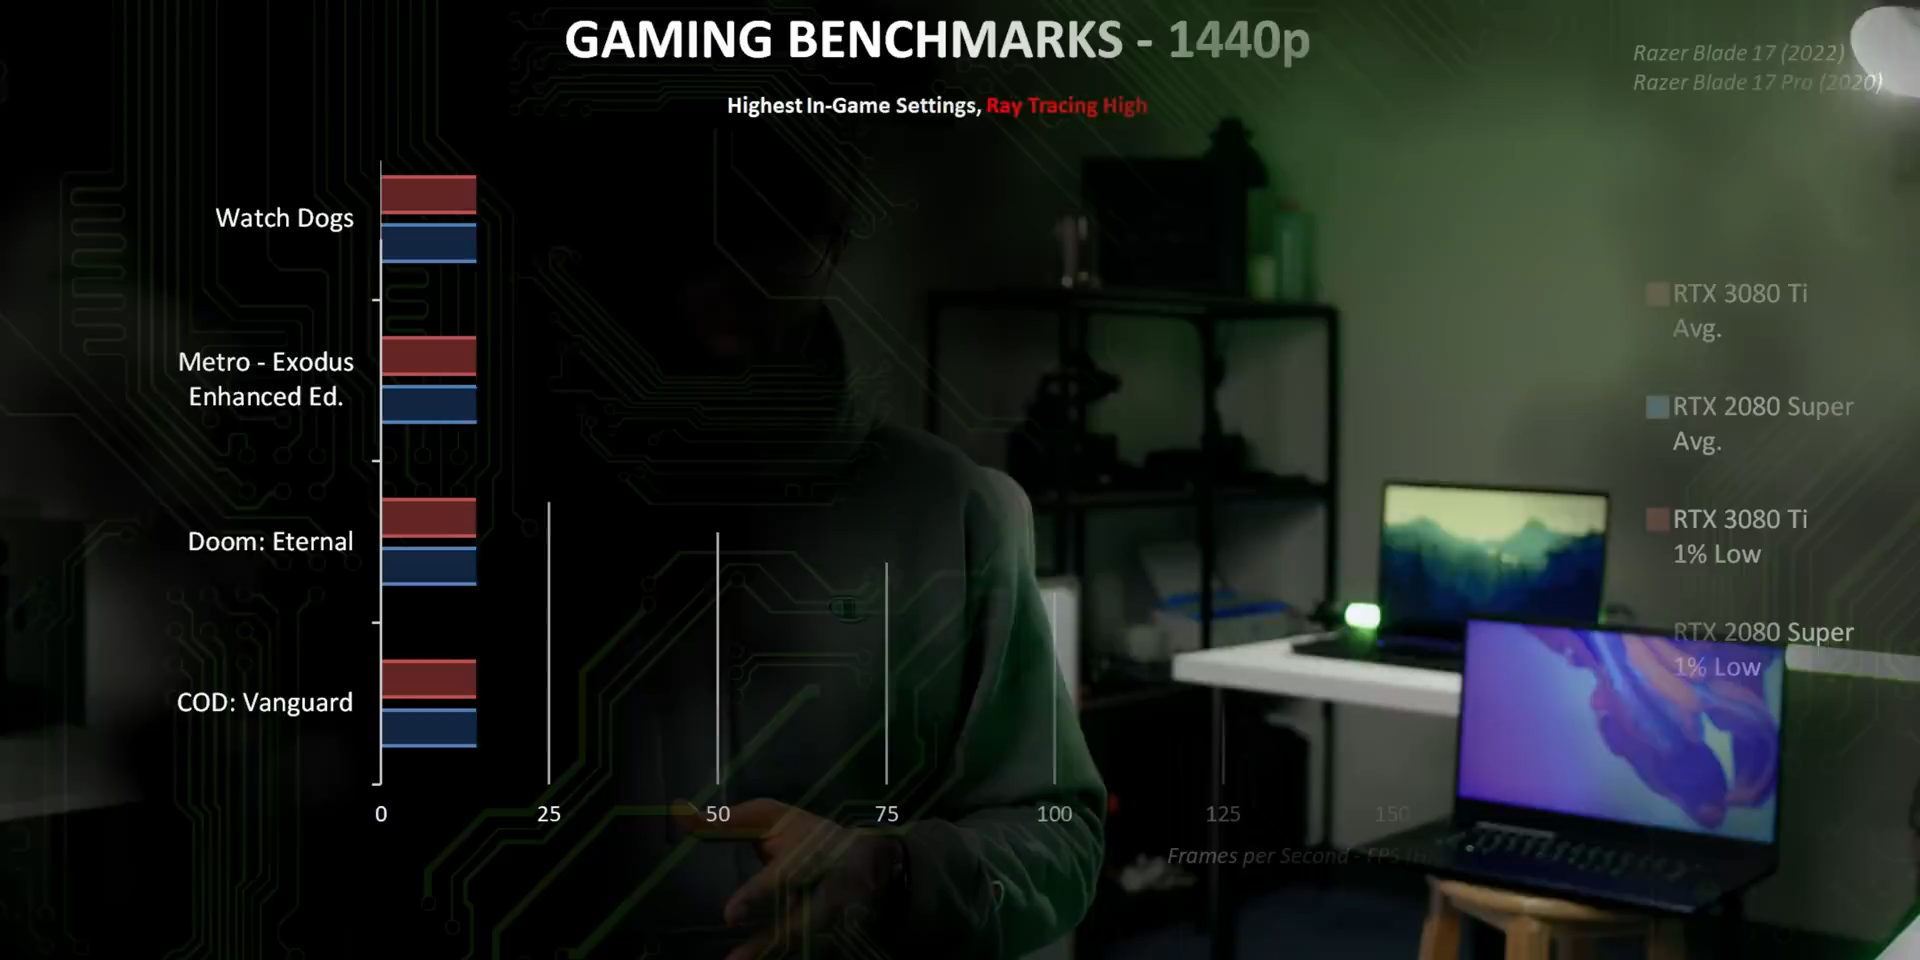 GAMING BENCHMARKS - 1440p
Razer Blade 17 (2022)
Razer Blade 17 Pro (2020)
Highest In-Game Settings, Ray Tracing High
Watch Dogs
Metro - Exodus
Enhanced Ed.
Doom: Eternal
COD: Vanguard
0 25 50 75 100 125 150
Frames per Second - FPS
RTX 3080 Ti
Avg.
RTX 2080 Super
Avg.
RTX 3080 Ti
1% Low
RTX 2080 Super
1% Low